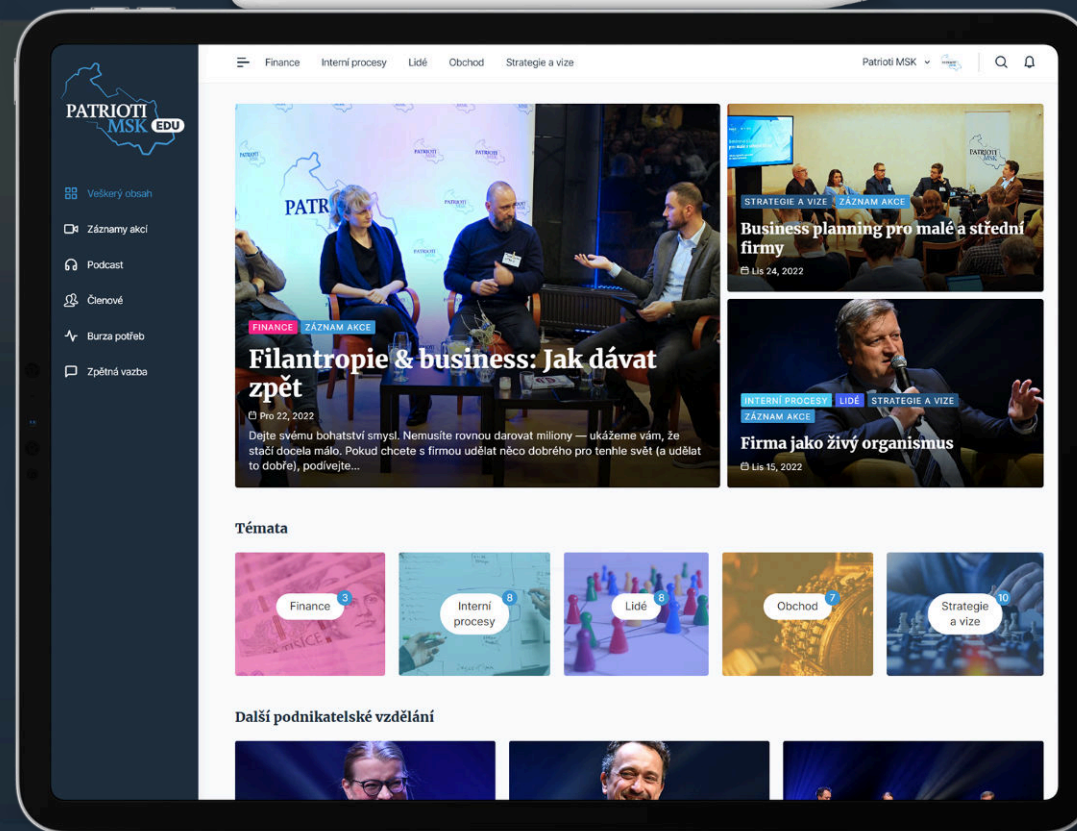 PATRIOTI
MSK EDU
Veškerý obsah
Záznamy akcí
Podcast
Členové
Burza potřeb
Zpětná vazba
Finance
Interní procesy
Lidé
Obchod
Strategie a vize
Patrioti MSK
PATR
FINANCE
ZÁZNAM AKCE
Filantropie & business: Jak dávat
zpět
Pro 22, 2022
Dejte svému bohatství smysl. Nemusíte rovnou darovat miliony — ukážeme vám, že
stačí docela málo. Pokud chcete s firmou udělat něco dobrého pro tenhle svět (a udělat
to dobře), podívejte...
PATRIOTI
MSK
STRATEGIE A VIZE
ZÁZNAM AKCE
Business planning pro malé a střední
firmy
Lis 24, 2022
INTERNÍ PROCESY
LIDÉ
STRATEGIE A VIZE
ZÁZNAM AKCE
Firma jako živý organismus
Lis 15, 2022
Témata
Finance
3
Interní
procesy
8
Lidé
8
Obchod
7
Strategie
a vize
10
Další podnikatelské vzdělání